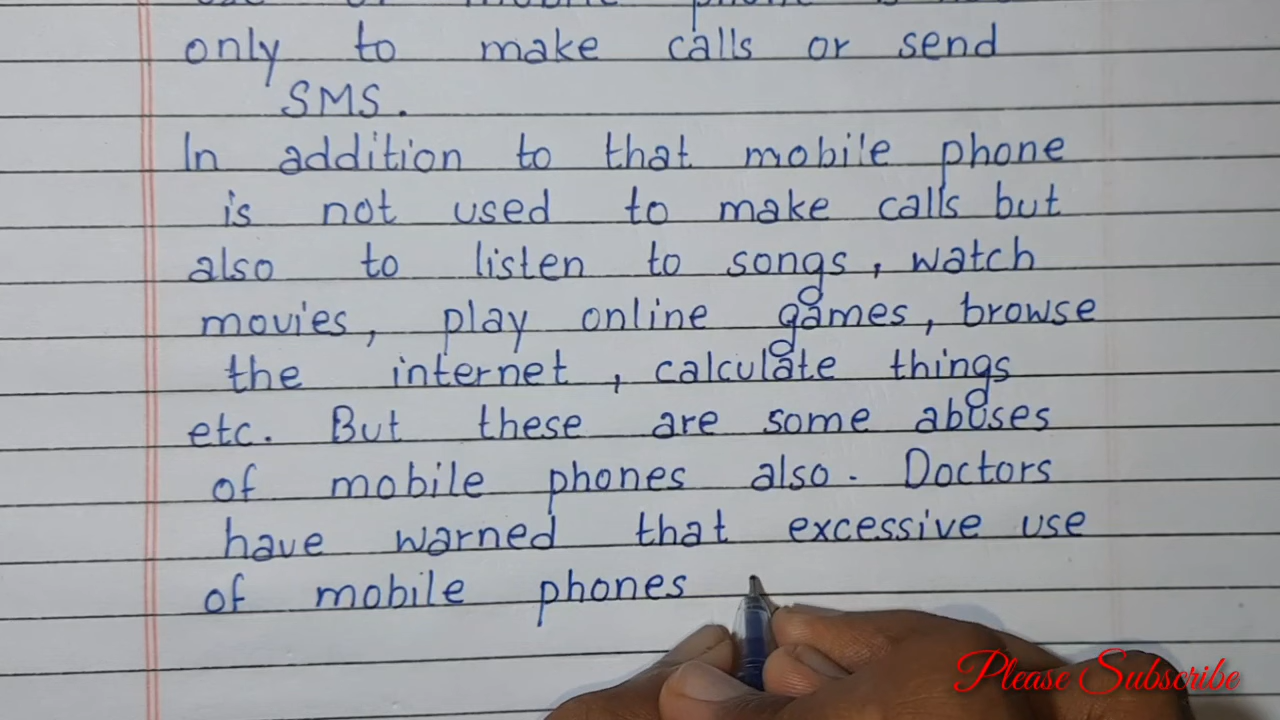 only to make calls or send
SMS.
In addition to that mobile phone
is not used to make calls but
also to listen to songs, watch
movies, play online games, browse
the internet, calculate things
etc. But these are some abuses
of mobile phones also. Doctors
have warned that excessive use
of mobile phones
Please Subscribe